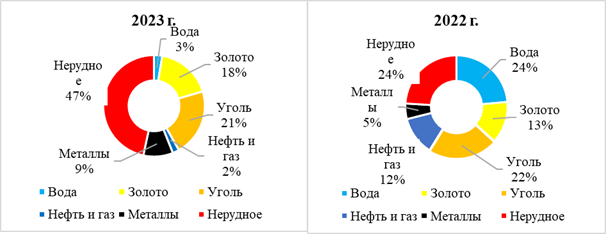 2023 г.
Вода
3%
Золото
18%
Уголь
21%
Нефть и
газ
2%
Металлы
9%
Нерудно
е
47%
Вода Золото Уголь
Нефть и газ Металлы Нерудное
2022 г.
Вода
24%
Золото
13%
Уголь
22%
Нефть и
газ
12%
Металл
ы
5%
Нерудно
е
24%
Вода Золото Уголь
Нефть и газ Металлы Нерудное